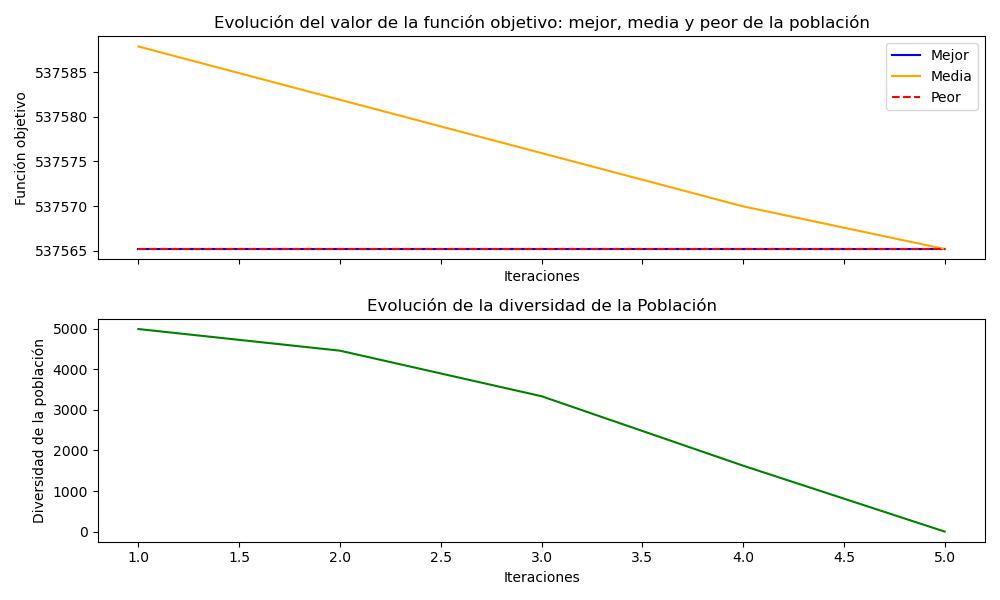 Evolución del valor de la función objetivo: mejor, media y peor de la población
Función objetivo
537585
537580
537575
537570
537565
Mejor
Media
Peor
Iteraciones
Evolución de la diversidad de la Población
Diversidad de la población
5000
4000
3000
2000
1000
0
1.0 1.5 2.0 2.5 3.0 3.5 4.0 4.5 5.0
Iteraciones